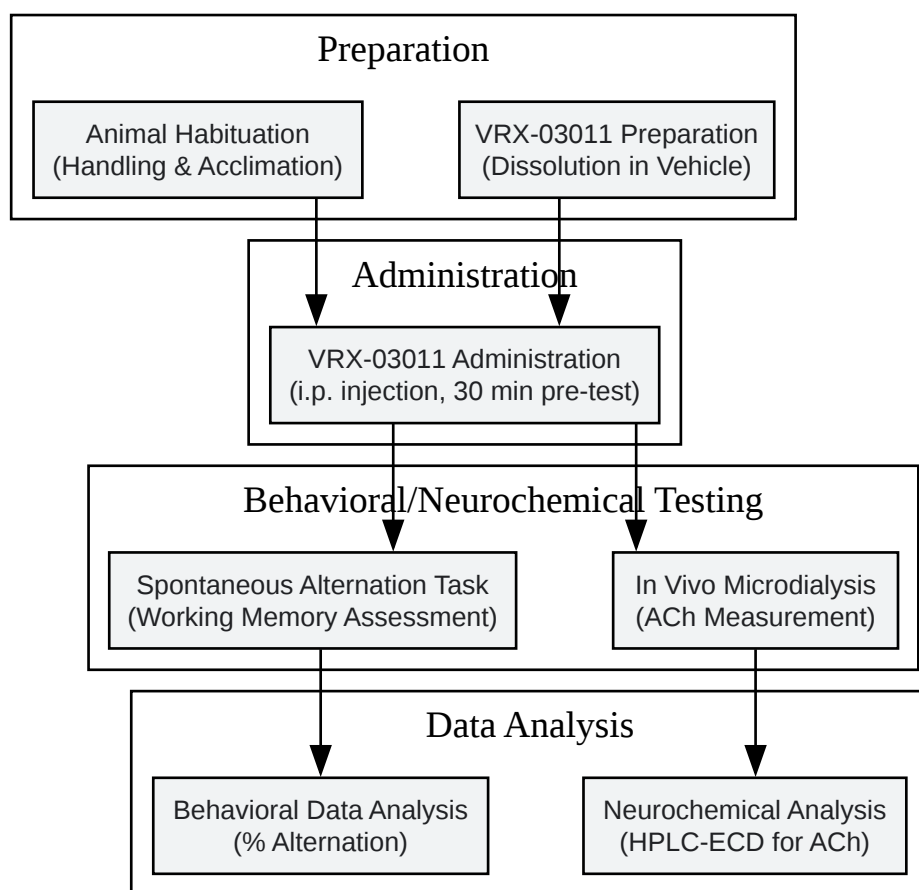 Preparation
Animal Habituation
(Handling & Acclimation)
VRX-03011 Preparation
(Dissolution in Vehicle)
Administration
VRX-03011 Administration
(i.p. injection, 30 min pre-test)
Behavioral/Neurochemical Testing
Spontaneous Alternation Task
(Working Memory Assessment)
In Vivo Microdialysis
(ACh Measurement)
Data Analysis
Behavioral Data Analysis
(% Alternation)
Neurochemical Analysis
(HPLC-ECD for ACh)